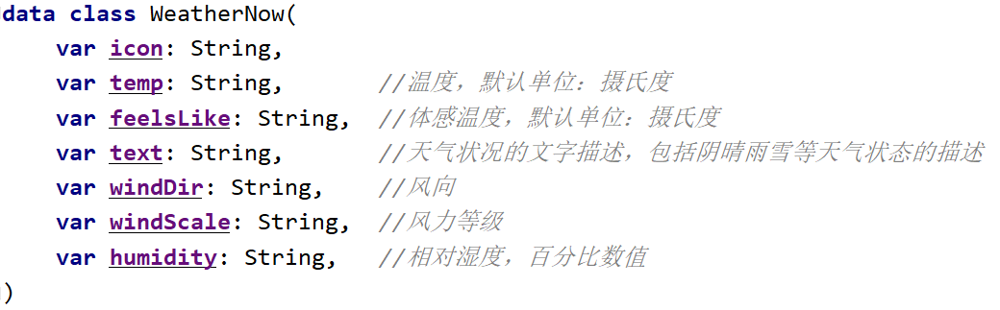 data class WeatherNow(
    var icon: String,
    var temp: String,       //温度，默认单位：摄氏度
    var feelsLike: String,  //体感温度，默认单位：摄氏度
    var text: String,       //天气状况的文字描述，包括阴晴雨雪等天气状态的描述
    var windDir: String,    //风向
    var windScale: String,  //风力等级
    var humidity: String,   //相对湿度，百分比数值
)